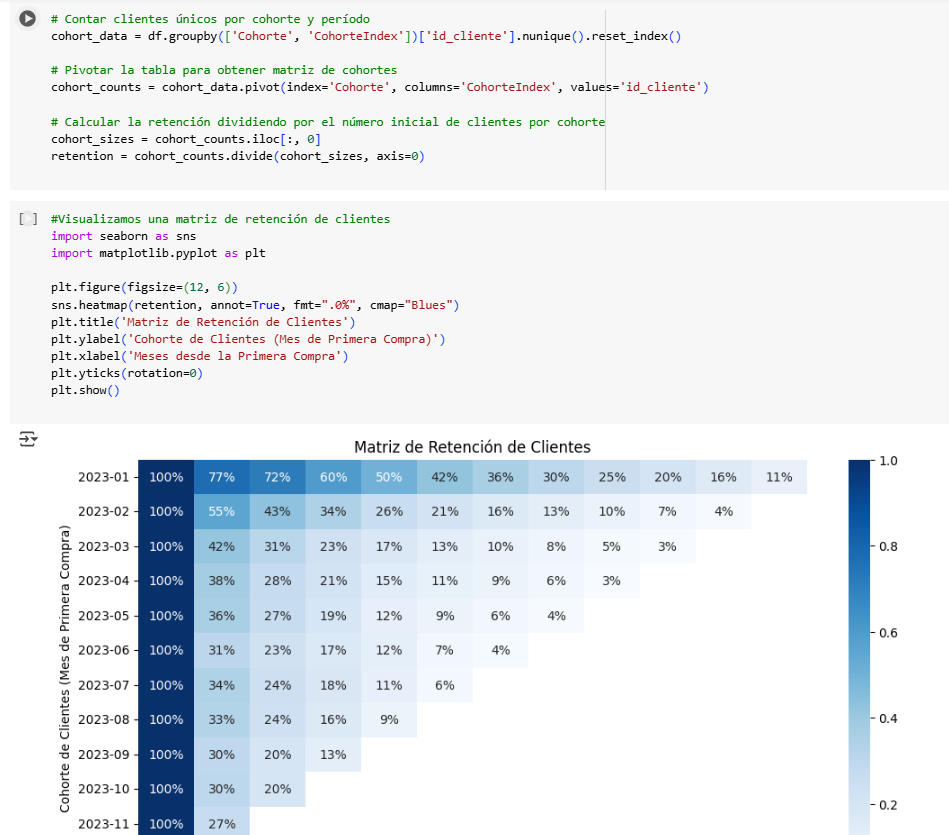 # Contar clientes únicos por cohorte y período
cohort_data = df.groupby(['Cohorte', 'CohorteIndex'])['id_cliente'].nunique().reset_index()
# Pivotar la tabla para obtener matriz de cohortes
cohort_counts = cohort_data.pivot(index='Cohorte', columns='CohorteIndex', values='id_cliente')
# Calcular la retención dividiendo por el número inicial de clientes por cohorte
cohort_sizes = cohort_counts.iloc[:, 0]
retention = cohort_counts.divide(cohort_sizes, axis=0)
[ ] #Visualizamos una matriz de retención de clientes
import seaborn as sns
import matplotlib.pyplot as plt
plt.figure(figsize=(12, 6))
sns.heatmap(retention, annot=True, fmt=".0%", cmap="Blues")
plt.title('Matriz de Retención de Clientes')
plt.ylabel('Cohorte de Clientes (Mes de Primera Compra)')
plt.xlabel('Meses desde la Primera Compra')
plt.yticks(rotation=0)
plt.show()
Matriz de Retención de Clientes
Cohorte de Clientes (Mes de Primera Compra)
2023-01 100% 77% 72% 60% 50% 42% 36% 30% 25% 20% 16% 11%
2023-02 100% 55% 43% 34% 26% 21% 16% 13% 10% 7% 4%
2023-03 100% 42% 31% 23% 17% 13% 10% 8% 5% 3%
2023-04 100% 38% 28% 21% 15% 11% 9% 6% 3%
2023-05 100% 36% 27% 19% 12% 9% 6% 4%
2023-06 100% 31% 23% 17% 12% 7% 4%
2023-07 100% 34% 24% 18% 11% 6%
2023-08 100% 33% 24% 16% 9%
2023-09 100% 30% 20% 13%
2023-10 100% 30% 20%
2023-11 100% 27%
1.0
0.8
0.6
0.4
0.2